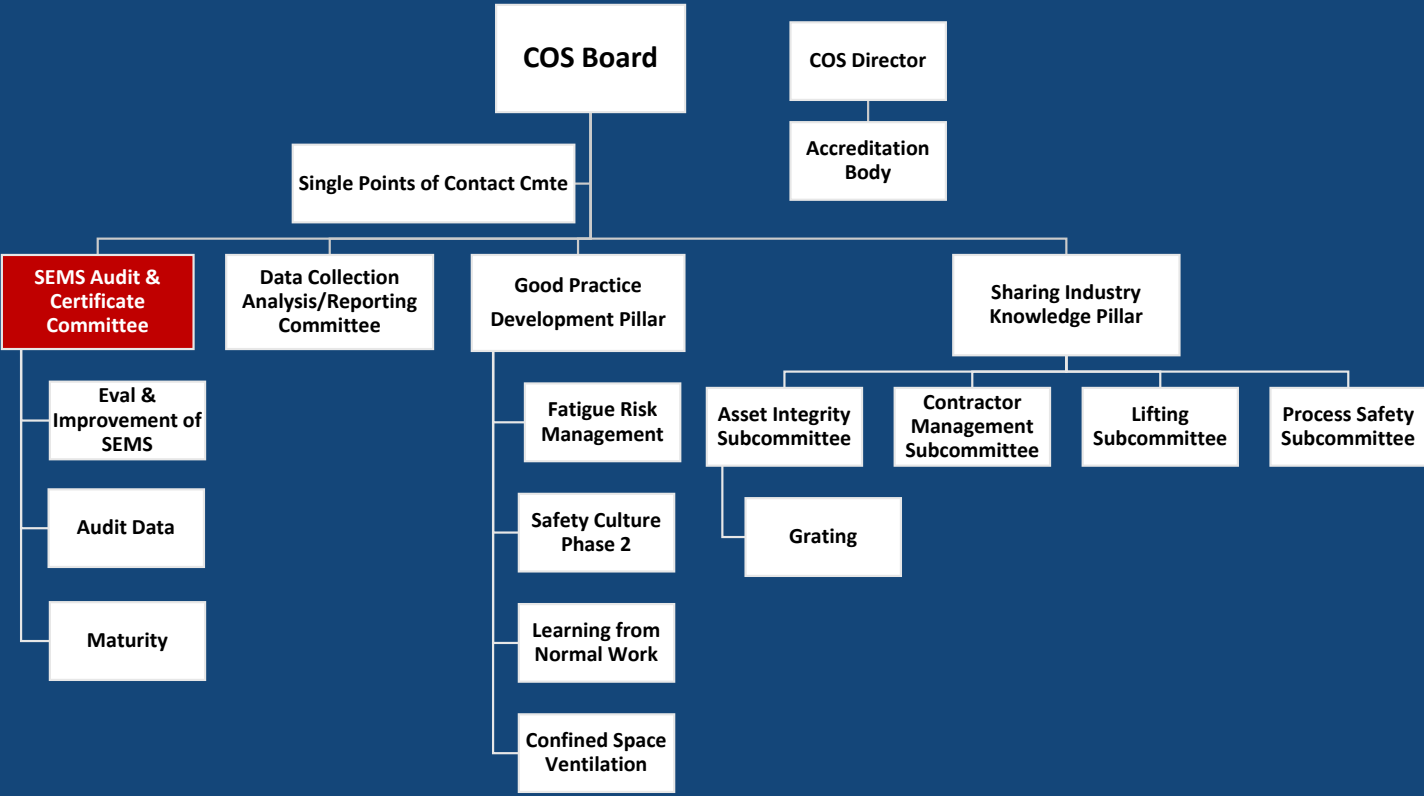 COS Board
COS Director
Accreditation
Body
Single Points of Contact Cmte
SEMS Audit &
Certificate
Committee
Data Collection
Analysis/Reporting
Committee
Good Practice
Development Pillar
Sharing Industry
Knowledge Pillar
Eval &
Improvement of
SEMS
Audit Data
Maturity
Fatigue Risk
Management
Safety Culture
Phase 2
Learning from
Normal Work
Confined Space
Ventilation
Asset Integrity
Subcommittee
Contractor
Management
Subcommittee
Lifting
Subcommittee
Process Safety
Subcommittee
Grating